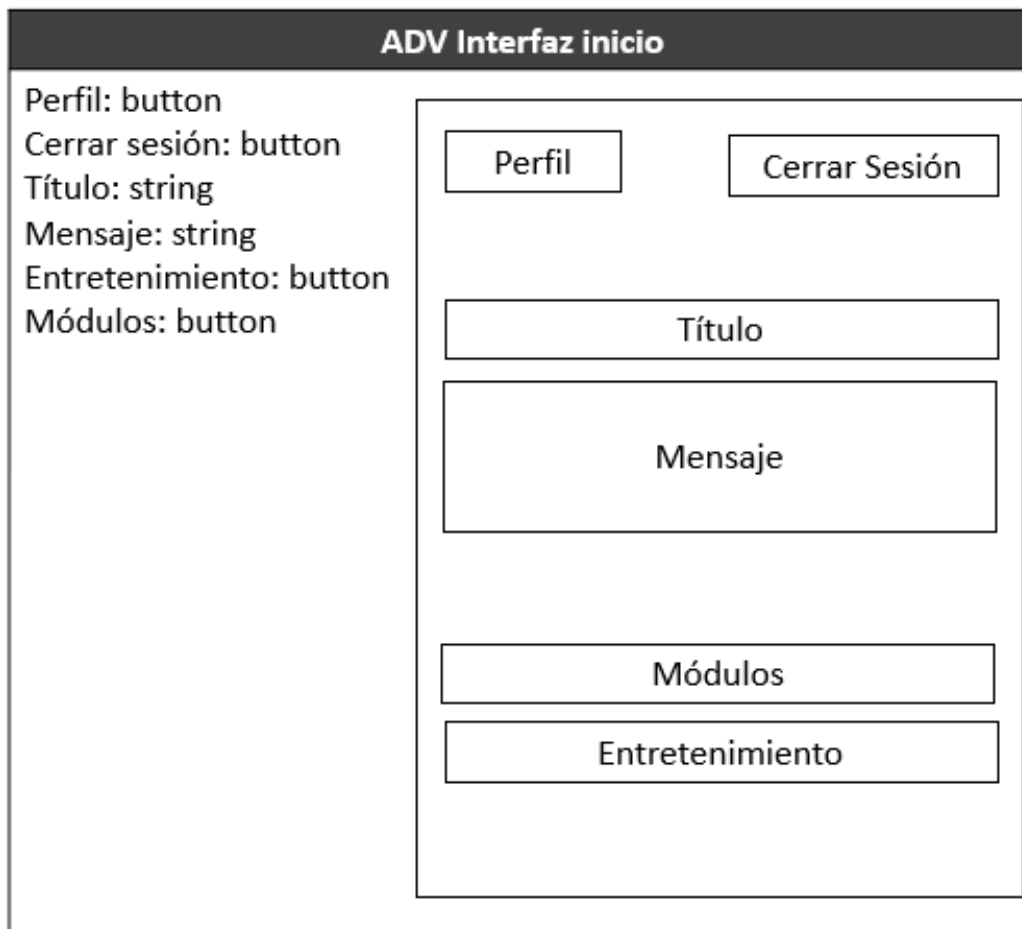 ADV Interfaz inicio
Perfil: button
Cerrar sesión: button
Título: string
Mensaje: string
Entretenimiento: button
Módulos: button
Perfil
Cerrar Sesión
Título
Mensaje
Módulos
Entretenimiento